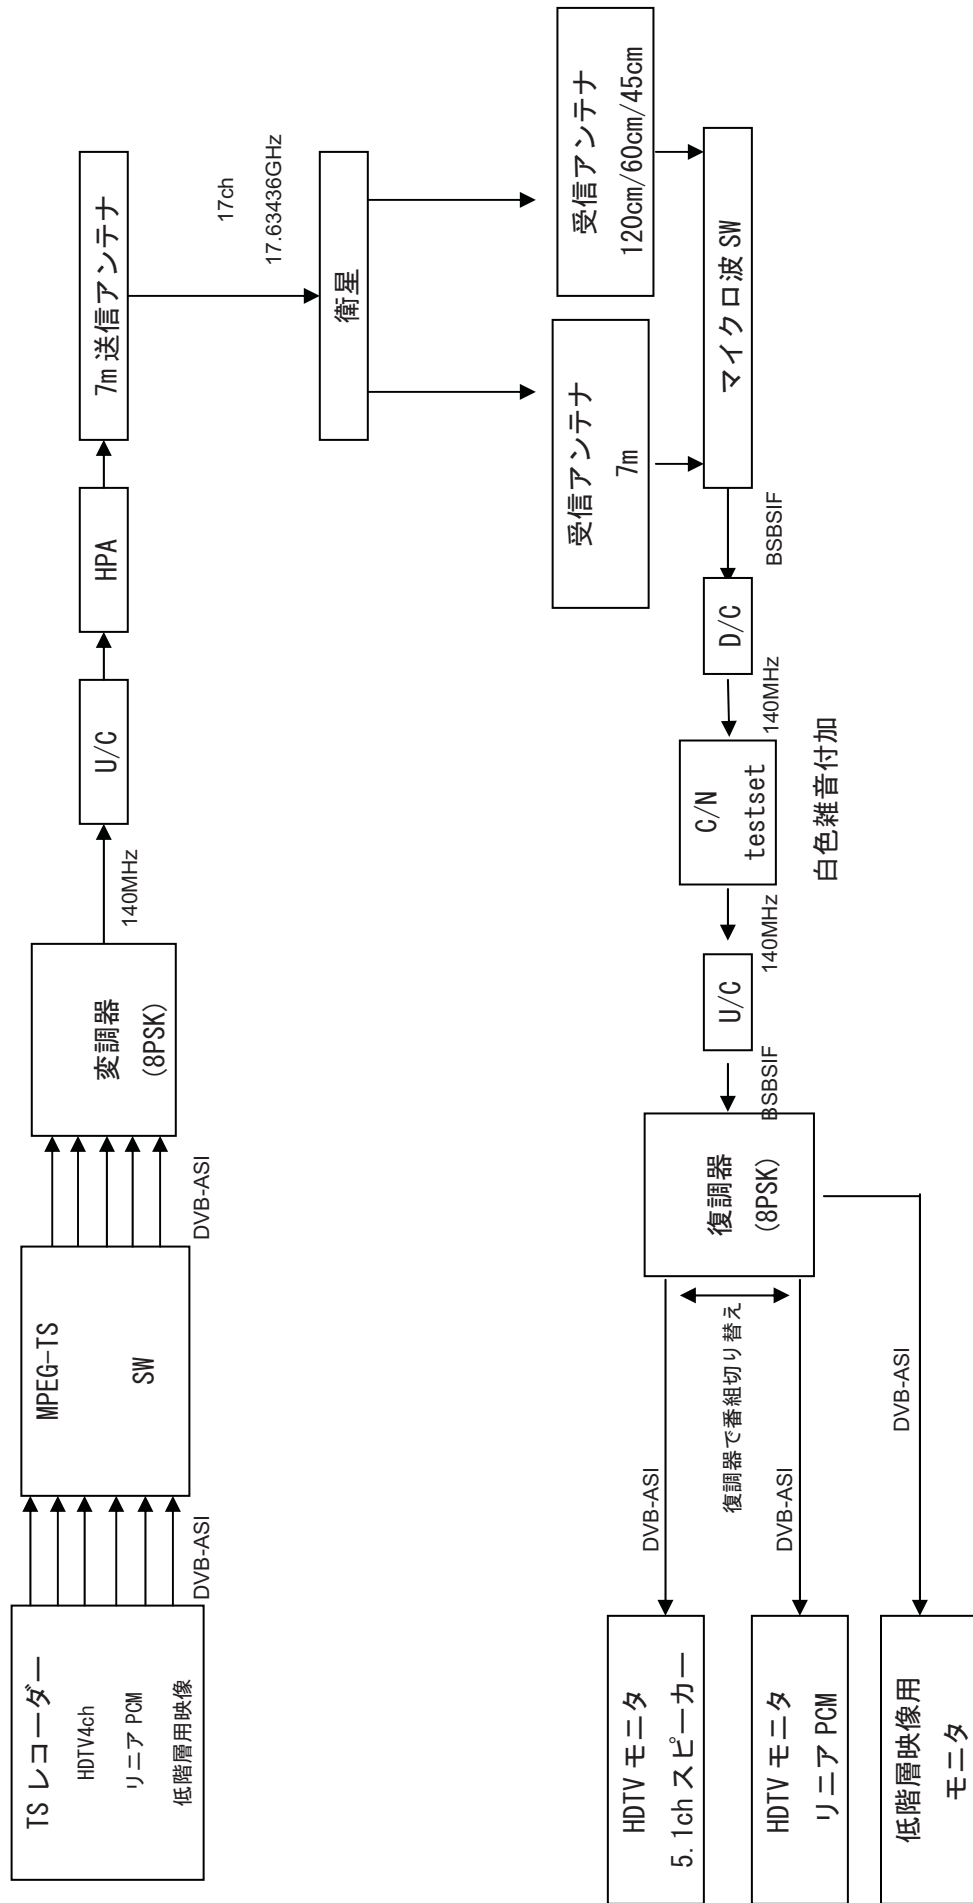 TS レコーダー
HDTV4ch
リニア PCM
低階層用映像
DVB-ASI
MPEG-TS
SW
DVB-ASI
変調器
(8PSK)
140MHz
U/C
HPA
7m 送信アンテナ
17ch
17.63436GHz
衛星
受信アンテナ
7m
受信アンテナ
120cm/60cm/45cm
マイクロ波 SW
BSBSIF
D/C
140MHz
C/N
testset
白色雑音付加
140MHz
U/C
BSBSIF
復調器
(8PSK)
DVB-ASI
復調器で番組切り替え
DVB-ASI
DVB-ASI
HDTV モニタ
5.1ch スピーカー
HDTV モニタ
リニア PCM
低階層映像用
モニタ